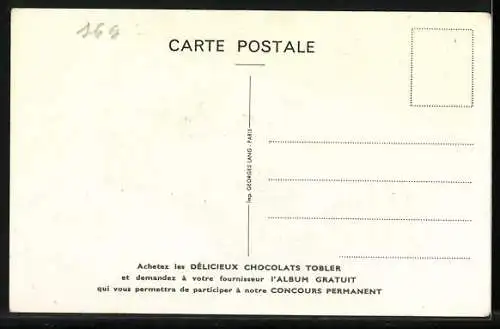 168
CARTE POSTALE
Imp. GEORGES LANG - PARIS
Achetez les DÉLICIEUX CHOCOLATS TOBLER
et demandez à votre fournisseur l'ALBUM GRATUIT
qui vous permettra de participer à notre CONCOURS PERMANENT